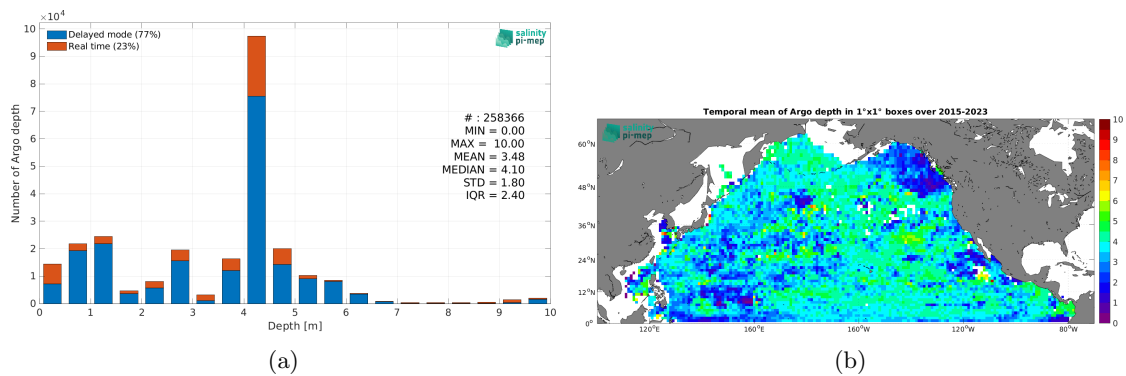 ×10⁴
Delayed mode (77%)
Real time (23%)
salinity
pi-mep
# : 258366
MIN = 0.00
MAX = 10.00
MEAN = 3.48
MEDIAN = 4.10
STD = 1.80
IQR = 2.40
Number of Argo depth
10
9
8
7
6
5
4
3
2
1
0
0 1 2 3 4 5 6 7 8 9 10
Depth [m]
(a)
Temporal mean of Argo depth in 1°x1° boxes over 2015-2023
salinity
pi-mep
60°N
48°N
36°N
24°N
12°N
0°
120°E 160°E 160°W 120°W 80°W
10
9
8
7
6
5
4
3
2
1
0
(b)